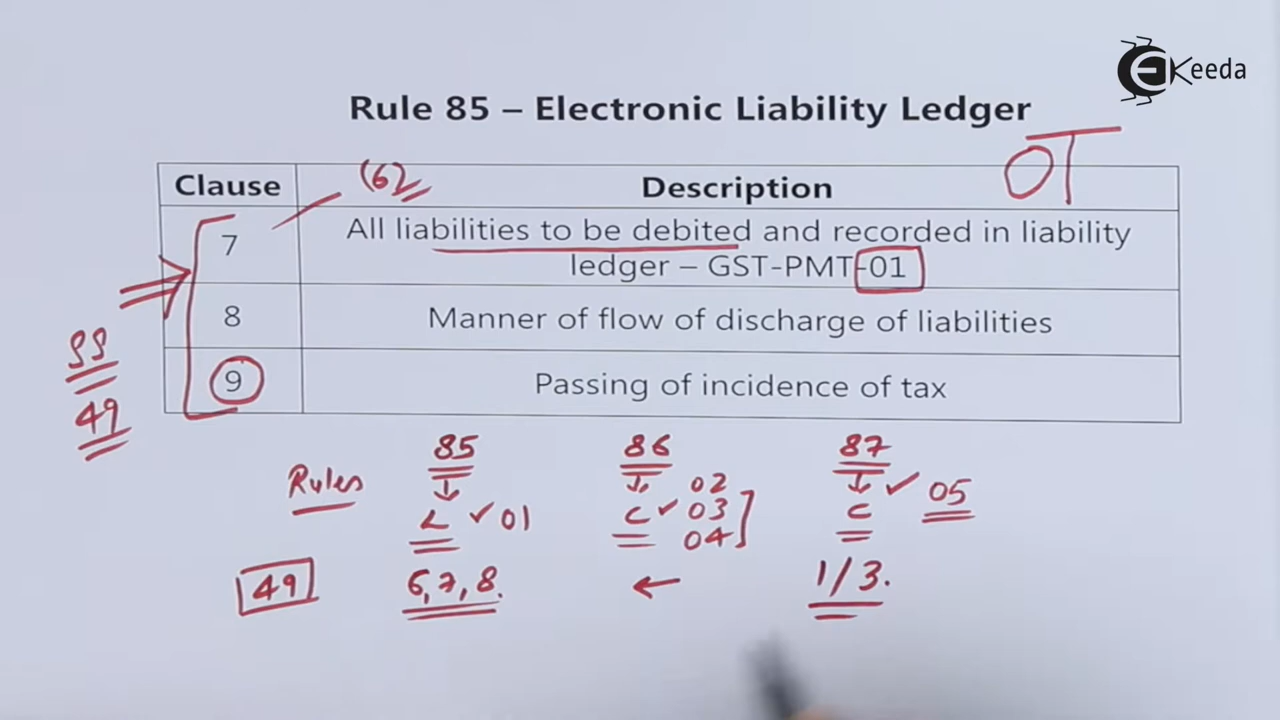 EKeeda
Rule 85 – Electronic Liability Ledger
OT
Clause Description
(6)
7 All liabilities to be debited and recorded in liability
ledger – GST-PMT-01
8 Manner of flow of discharge of liabilities
9 Passing of incidence of tax
49
Rules 85 86 87
L ✓ 01 C ✓ 02 03 04 C ✓ 05
49 6,7,8. ← 1/3.